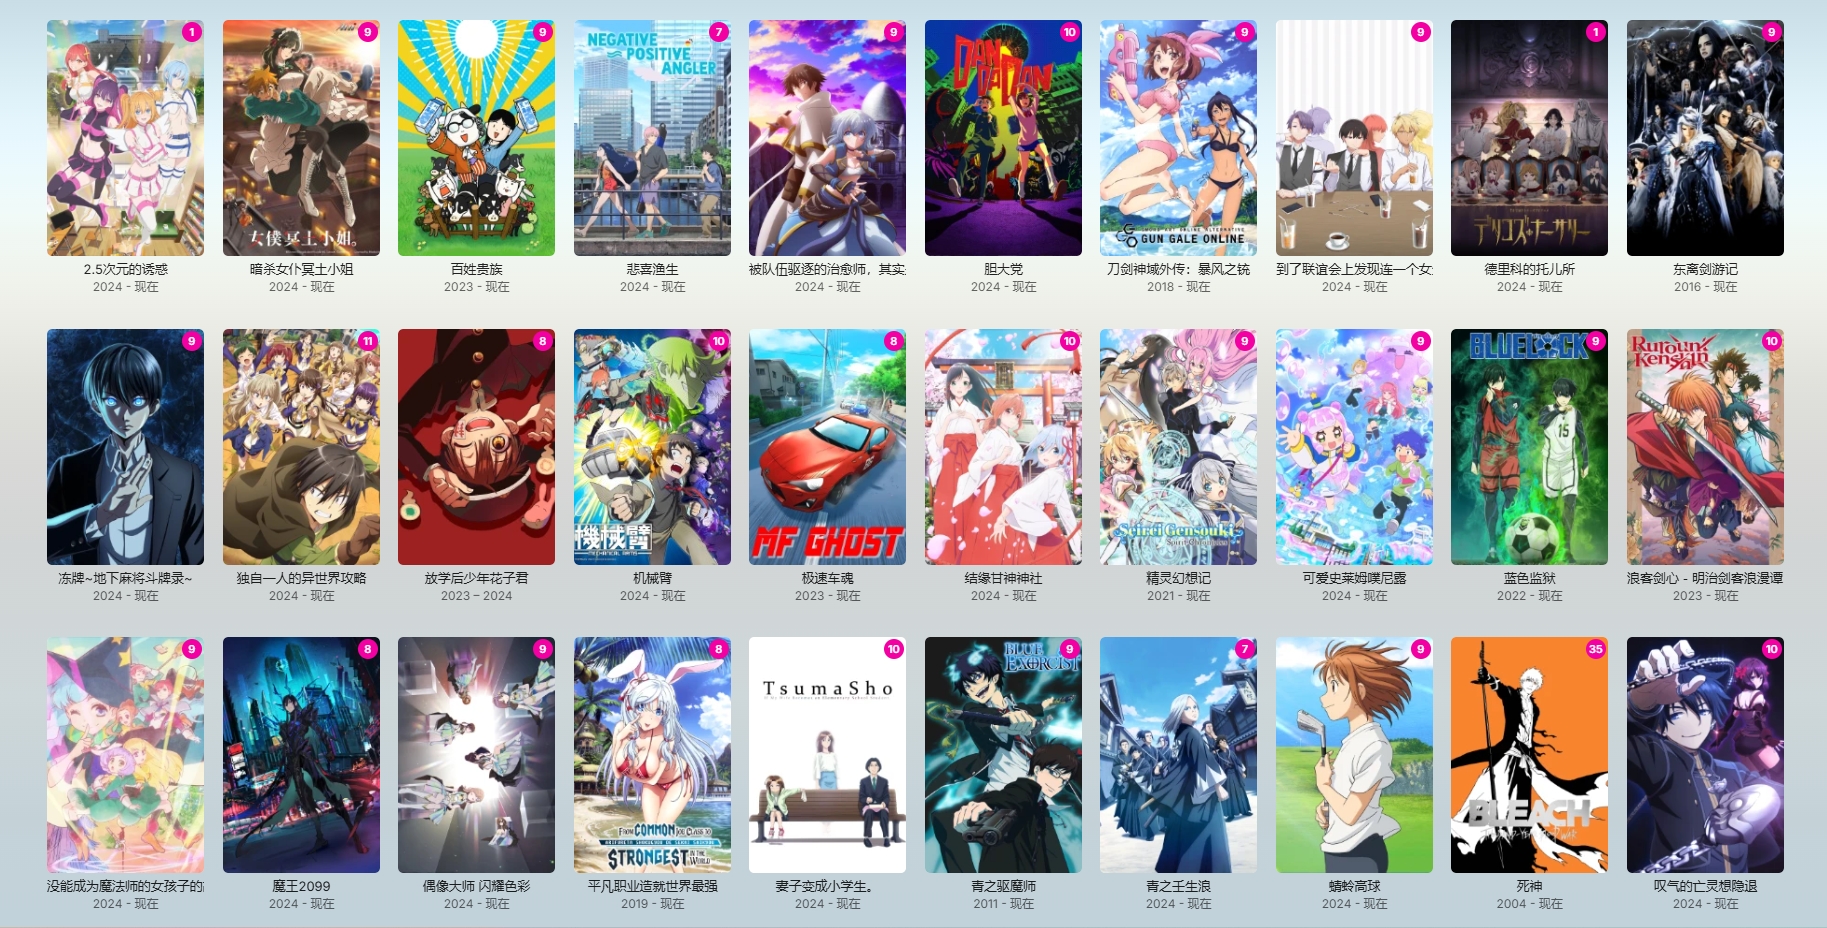 1
9
9
7
9
10
9
9
1
9
女僕冥土小姐。
NEGATIVE
POSITIVE
ANGLER
DAN
DA DAN
GUN GALE ONLINE
デリコズ・ナーサリー
2.5次元的诱惑
暗杀女仆冥土小姐
百姓贵族
悲喜渔生
被队伍驱逐的治愈师，其实
胆大党
刀剑神域外传：暴风之铳
到了联谊会上发现连一个女
德里科的托儿所
东离剑游记
2024 - 现在
2024 - 现在
2023 - 现在
2024 - 现在
2024 - 现在
2024 - 现在
2018 - 现在
2024 - 现在
2024 - 现在
2016 - 现在
9
11
8
10
8
10
9
9
9
10
機械臂
MECHANICAL ARMS
MF GHOST
Seirei Gensouki
Spirit Chronicles
BLUELOCK
15
Rurouni
Kenshin
冻牌~地下麻将斗牌录~
独自一人的异世界攻略
放学后少年花子君
机械臂
极速车魂
结缘甘神神社
精灵幻想记
可爱史莱姆噗尼露
蓝色监狱
浪客剑心 - 明治剑客浪漫谭
2024 - 现在
2024 - 现在
2023 – 2024
2024 - 现在
2023 - 现在
2024 - 现在
2021 - 现在
2024 - 现在
2022 - 现在
2023 - 现在
9
8
9
8
10
9
7
9
35
10
FROM COMMON JOB CLASS TO
STRONGEST IN THE WORLD
TsumaSho
BLUE
EXORCIST
BLEACH
没能成为魔法师的女孩子的
魔王2099
偶像大师 闪耀色彩
平凡职业造就世界最强
妻子变成小学生。
青之驱魔师
青之壬生浪
蜻蛉高球
死神
叹气的亡灵想隐退
2024 - 现在
2024 - 现在
2024 - 现在
2019 - 现在
2024 - 现在
2011 - 现在
2024 - 现在
2024 - 现在
2004 - 现在
2024 - 现在